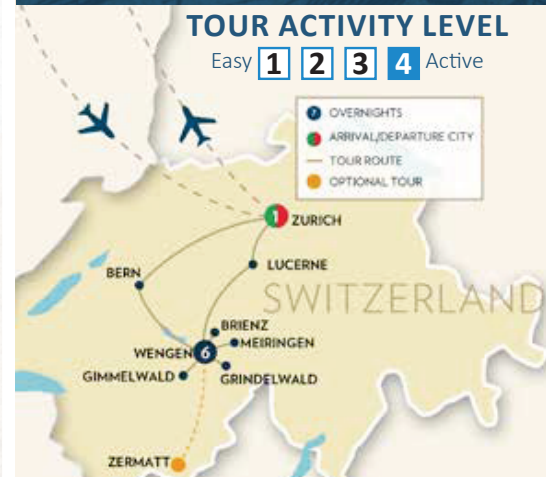 TOUR ACTIVITY LEVEL
Easy 1 2 3 4 Active
7 OVERNIGHTS
ARRIVAL/DEPARTURE CITY
TOUR ROUTE
OPTIONAL TOUR
1 ZURICH
LUCERNE
BERN
SWITZERLAND
BRIENZ
MEIRINGEN
WENGEN 6
GIMMELWALD
GRINDELWALD
ZERMATT